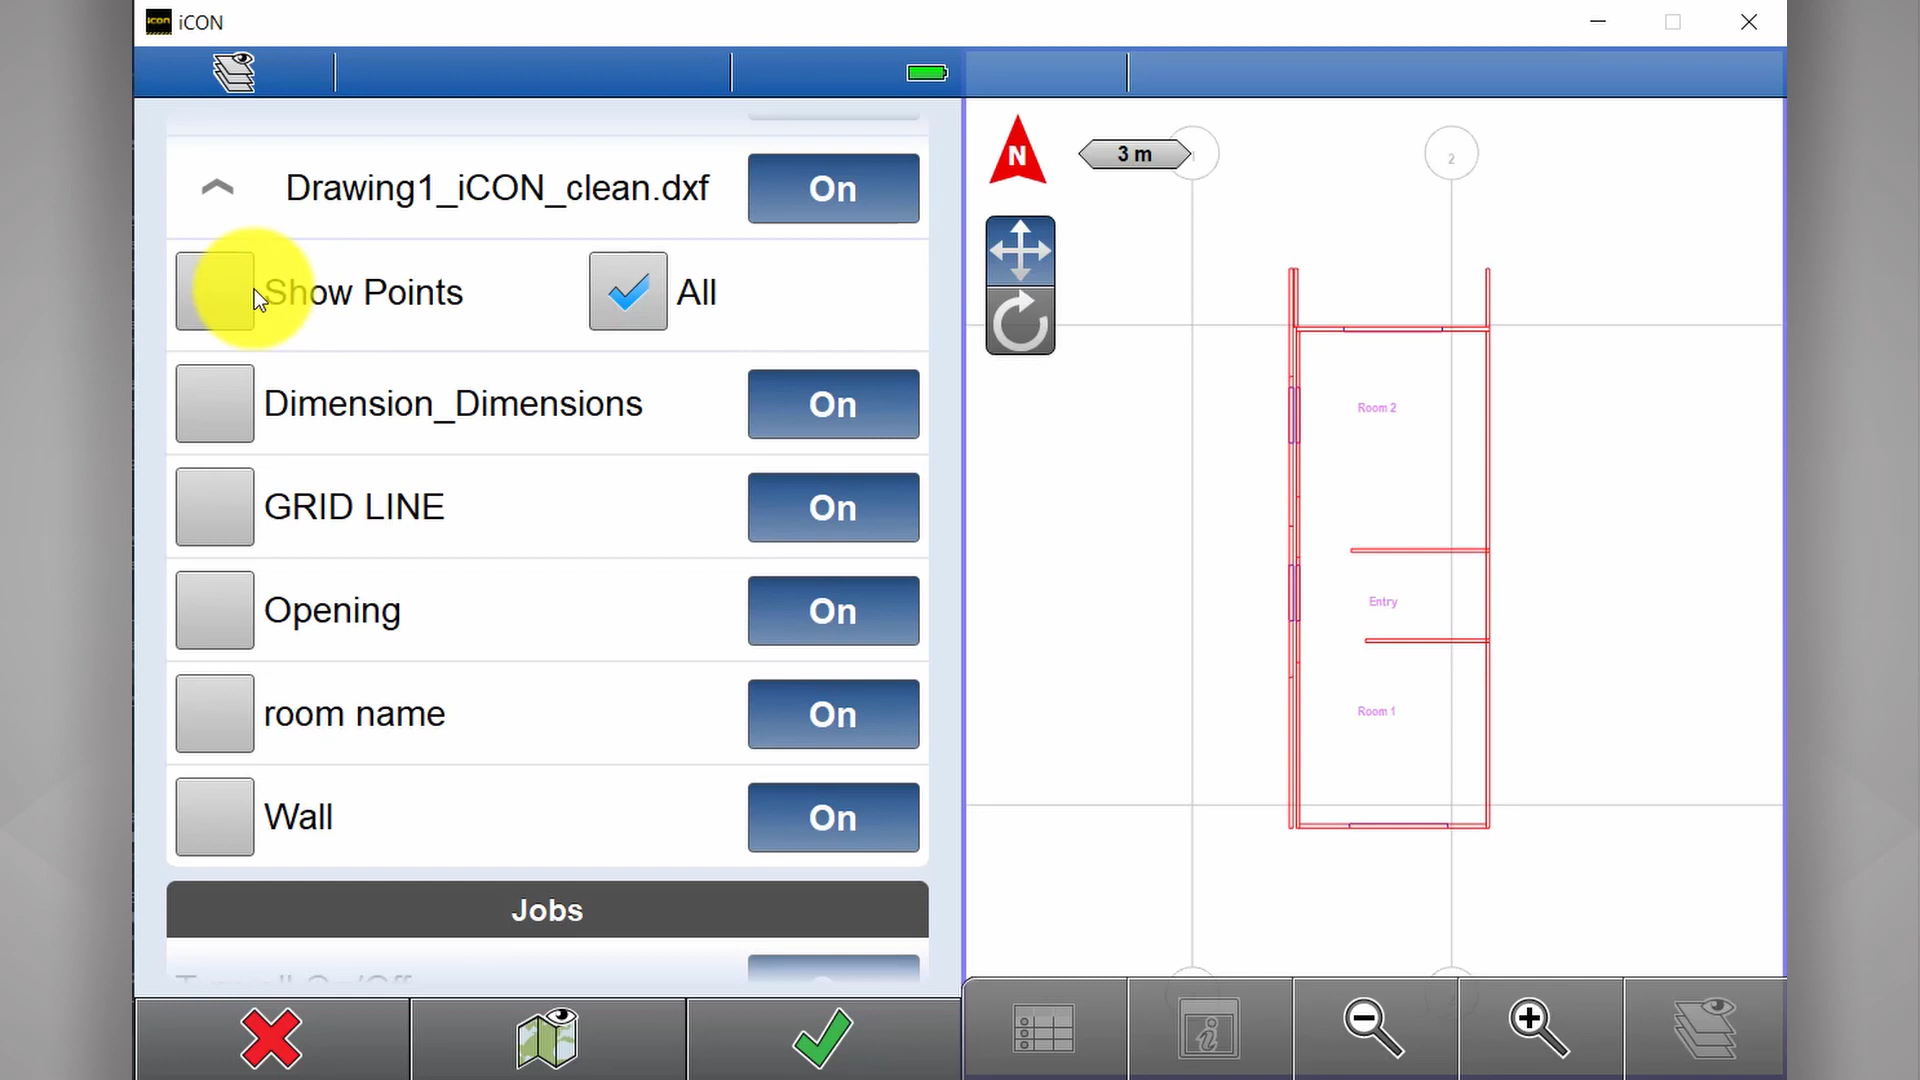 iCON iCON
Drawing1_iCON_clean.dxf On
Show Points All
Dimension_Dimensions On
GRID LINE On
Opening On
room name On
Wall On
Jobs
N
3 m
2
Room 2
Entry
Room 1